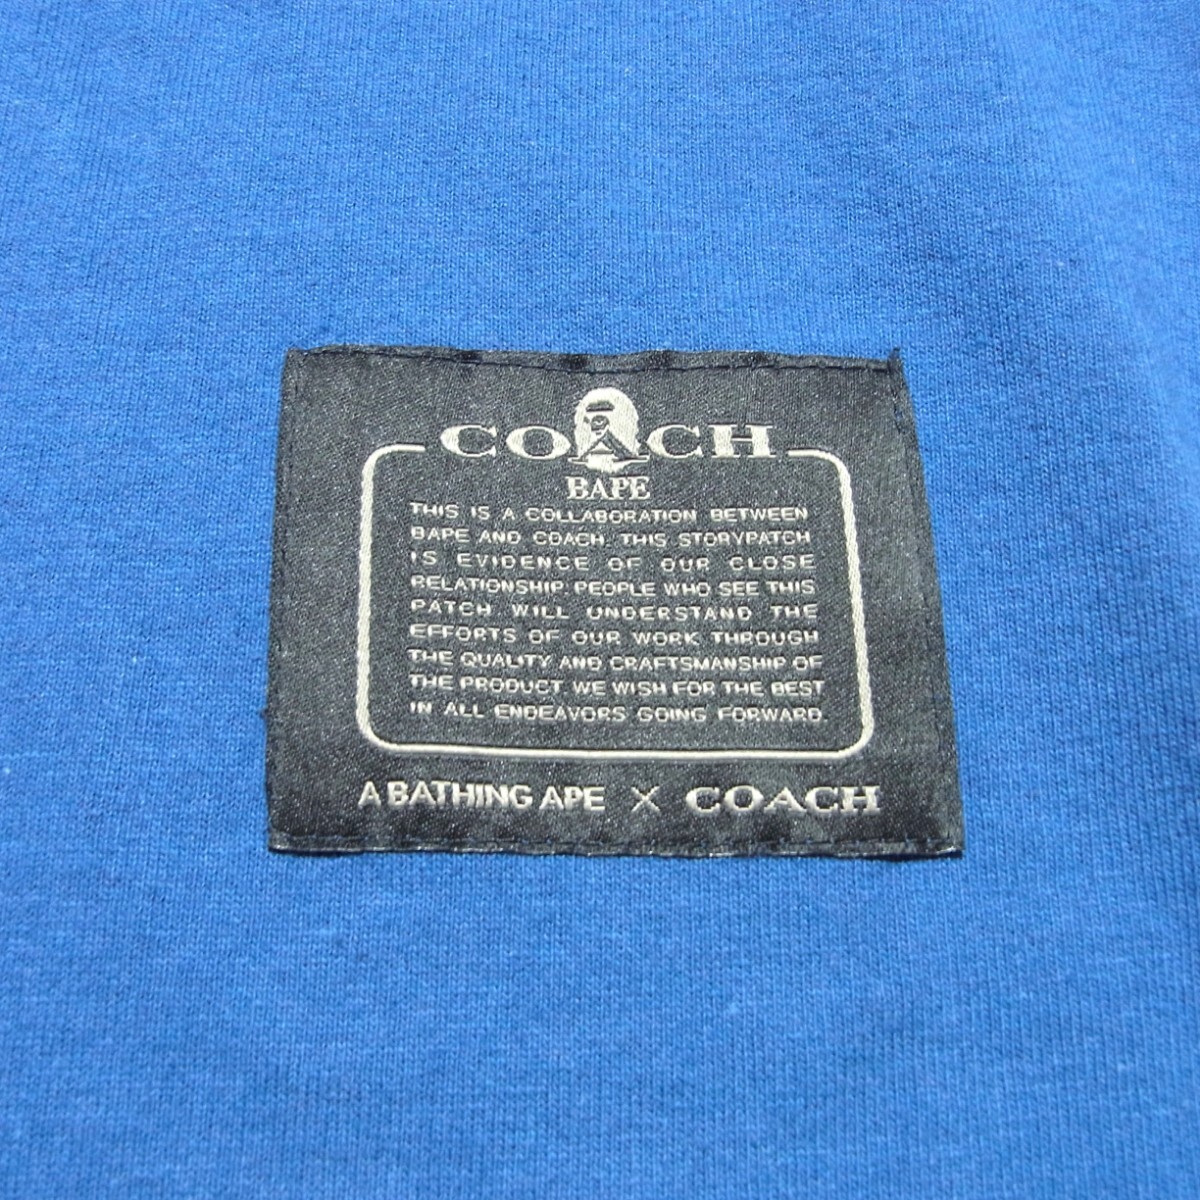 COACH
BAPE
THIS IS A COLLABORATION BETWEEN
BAPE AND COACH. THIS STORYPATCH
IS EVIDENCE OF OUR CLOSE
RELATIONSHIP. PEOPLE WHO SEE THIS
PATCH WILL UNDERSTAND THE
EFFORTS OF OUR WORK THROUGH
THE QUALITY AND CRAFTSMANSHIP OF
THE PRODUCT. WE WISH FOR THE BEST
IN ALL ENDEAVORS GOING FORWARD.
A BATHING APE X COACH